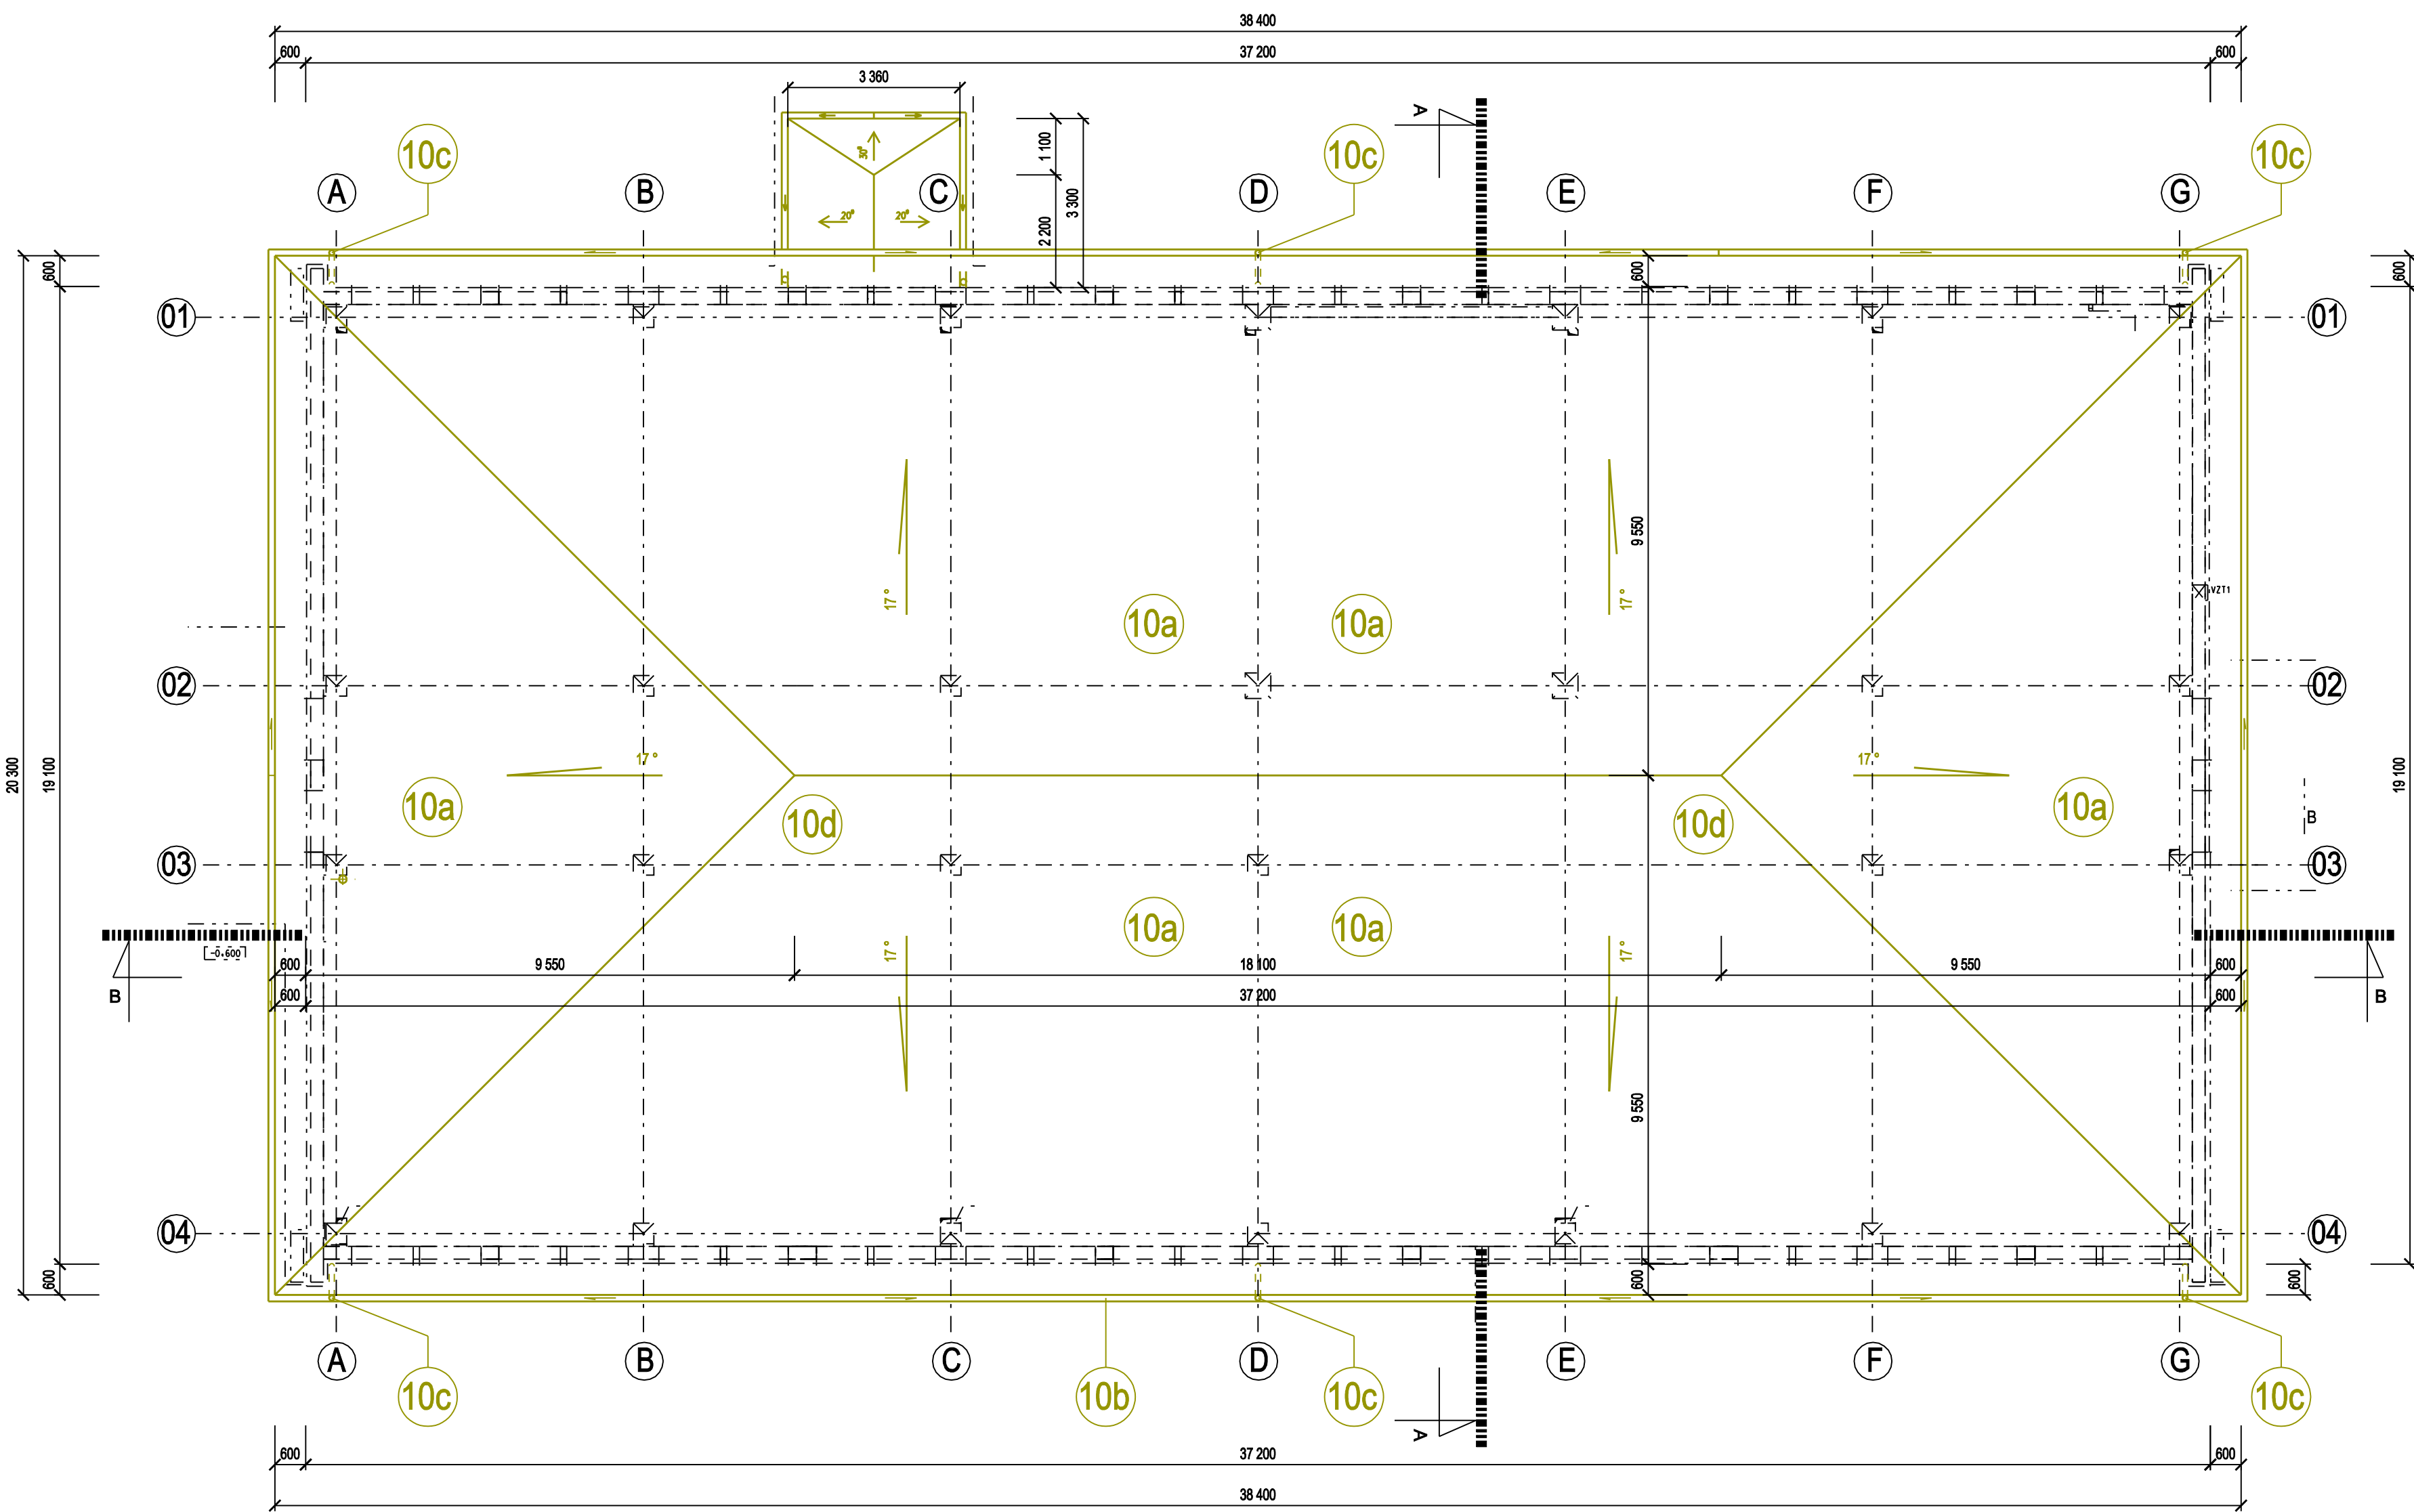 38 400
600 37 200 600
3 360
10c 10c 10c
A
30°
1 100
3 300
2 200
20° 20°
A B C D E F G
600 600 600
01 01
9 550
17° 17°
10a 10a
VZT1
02 02
20 300
19 100
19 100
17° 17°
10a 10d 10d 10a
B
03 03
10a 10a
17° 17°
-0.600
600 9 550 18 100 9 550 600
B B
600 37 200 600
9 550
04 04
600 600 600
A B C D E F G
10c 10b 10c 10c
A
600 37 200 600
38 400